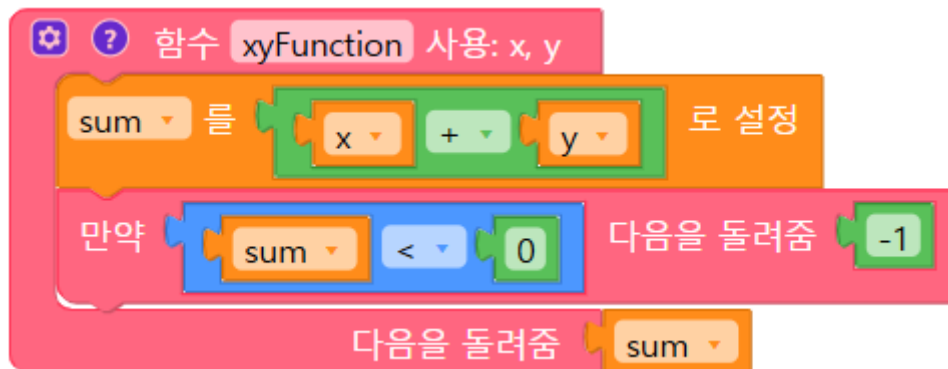 ? 함수 xyFunction 사용: x, y
sum 를 x + y 로 설정
만약 sum < 0 다음을 돌려줌 -1
다음을 돌려줌 sum